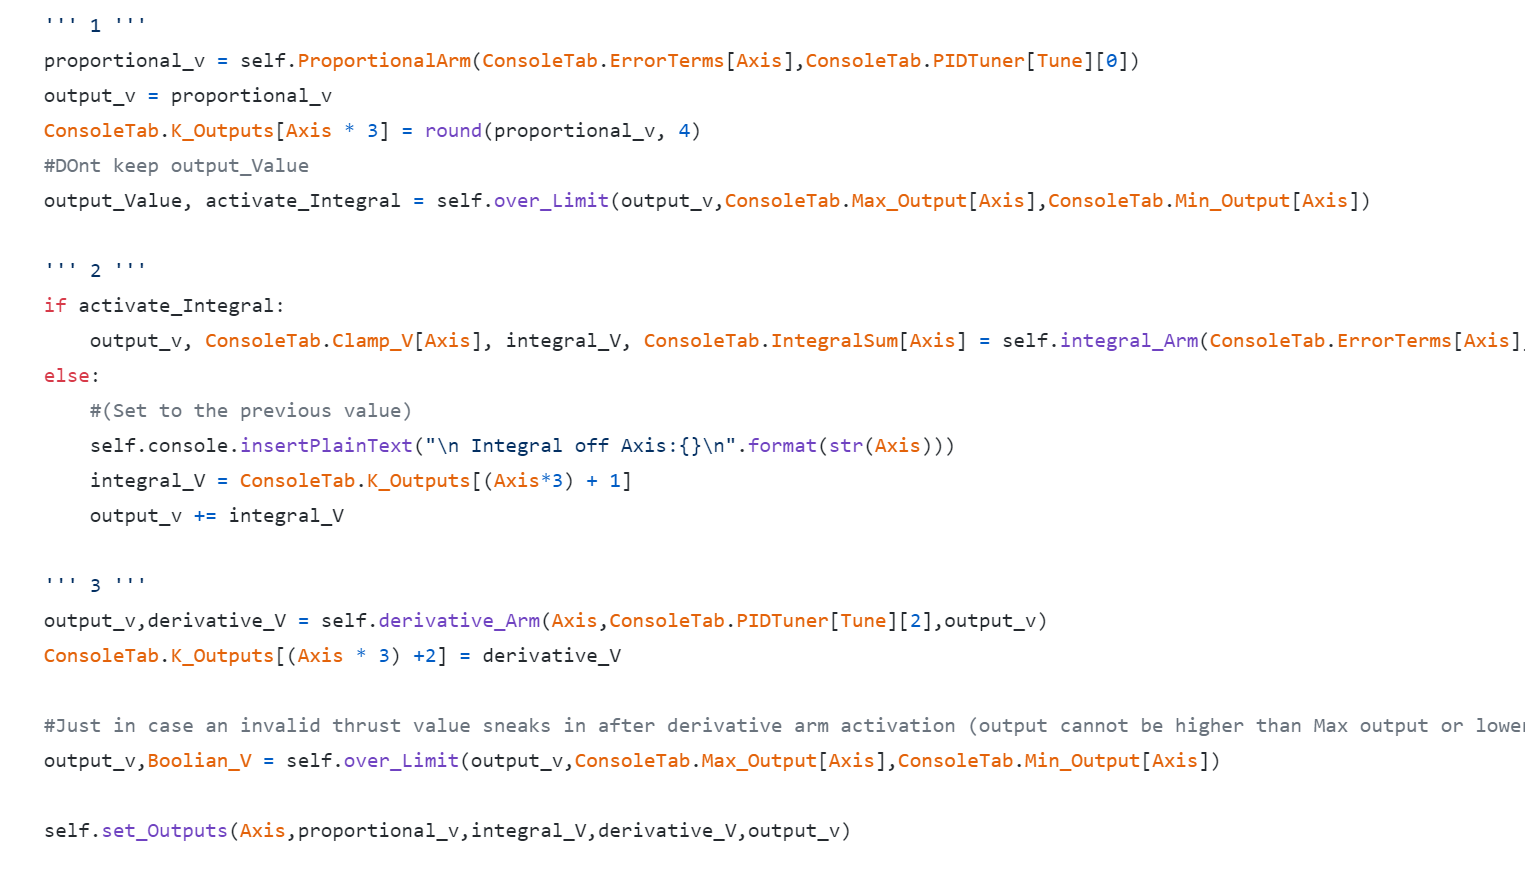 ''' 1 '''
proportional_v = self.ProportionalArm(ConsoleTab.ErrorTerms[Axis],ConsoleTab.PIDTuner[Tune][0])
output_v = proportional_v
ConsoleTab.K_Outputs[Axis * 3] = round(proportional_v, 4)
#DOnt keep output_Value
output_Value, activate_Integral = self.over_Limit(output_v,ConsoleTab.Max_Output[Axis],ConsoleTab.Min_Output[Axis])
''' 2 '''
if activate_Integral:
    output_v, ConsoleTab.Clamp_V[Axis], integral_V, ConsoleTab.IntegralSum[Axis] = self.integral_Arm(ConsoleTab.ErrorTerms[Axis],
else:
    #(Set to the previous value)
    self.console.insertPlainText("\n Integral off Axis:{}\n".format(str(Axis)))
    integral_V = ConsoleTab.K_Outputs[(Axis*3) + 1]
    output_v += integral_V
''' 3 '''
output_v,derivative_V = self.derivative_Arm(Axis,ConsoleTab.PIDTuner[Tune][2],output_v)
ConsoleTab.K_Outputs[(Axis * 3) +2] = derivative_V
#Just in case an invalid thrust value sneaks in after derivative arm activation (output cannot be higher than Max output or lower
output_v,Boolian_V = self.over_Limit(output_v,ConsoleTab.Max_Output[Axis],ConsoleTab.Min_Output[Axis])
self.set_Outputs(Axis,proportional_v,integral_V,derivative_V,output_v)